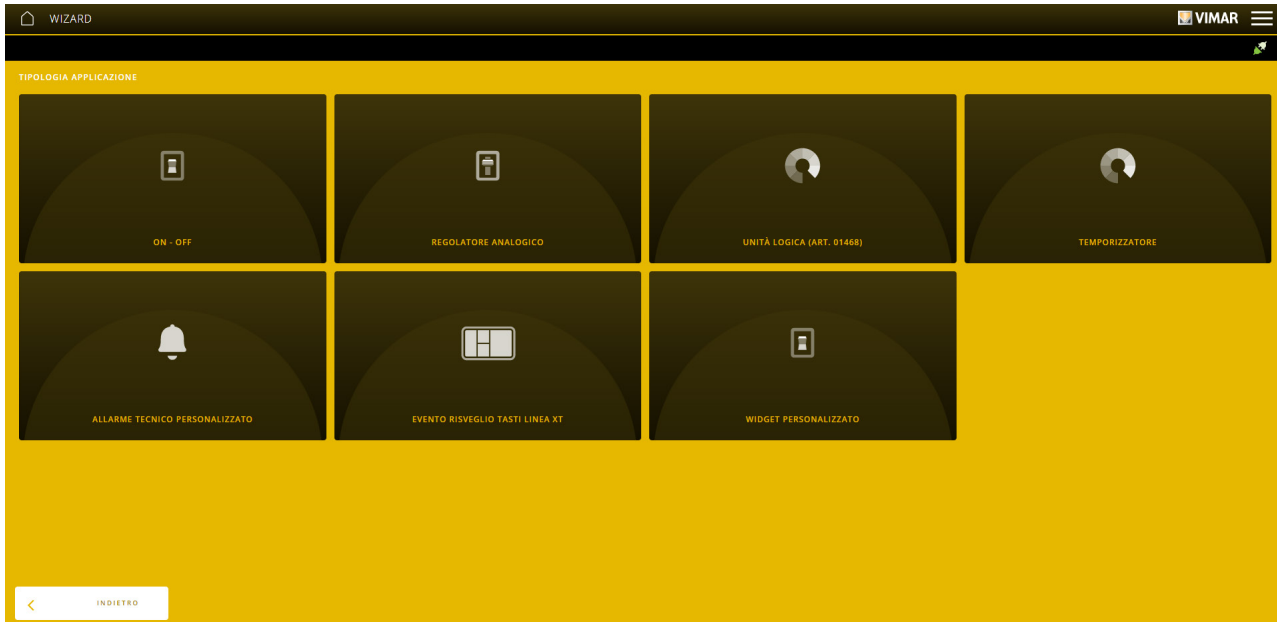 WIZARD
VIMAR
TIPOLOGIA APPLICAZIONE
ON - OFF
REGOLATORE ANALOGICO
UNITÀ LOGICA (ART. 01468)
TEMPORIZZATORE
ALLARME TECNICO PERSONALIZZATO
EVENTO RISVEGLIO TASTI LINEA XT
WIDGET PERSONALIZZATO
INDIETRO